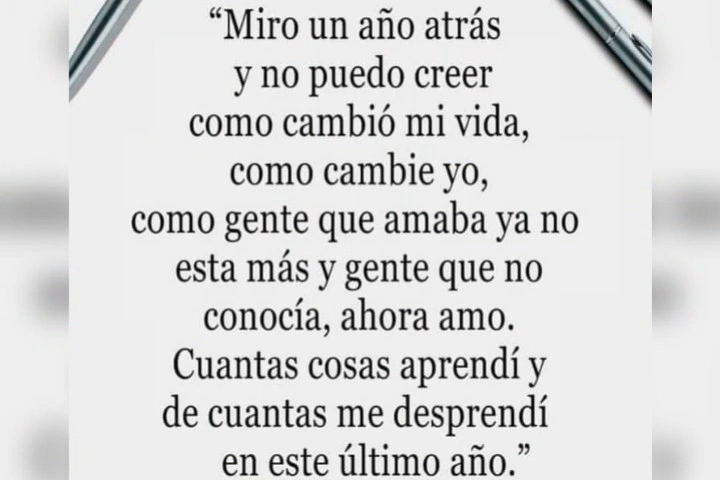 “Miro un año atrás
y no puedo creer
como cambió mi vida,
como cambie yo,
como gente que amaba ya no
esta más y gente que no
conocía, ahora amo.
Cuantas cosas aprendí y
de cuantas me desprendí
en este último año.”